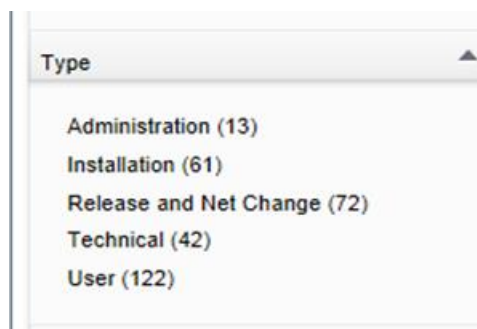 Type
Administration (13)
Installation (61)
Release and Net Change (72)
Technical (42)
User (122)